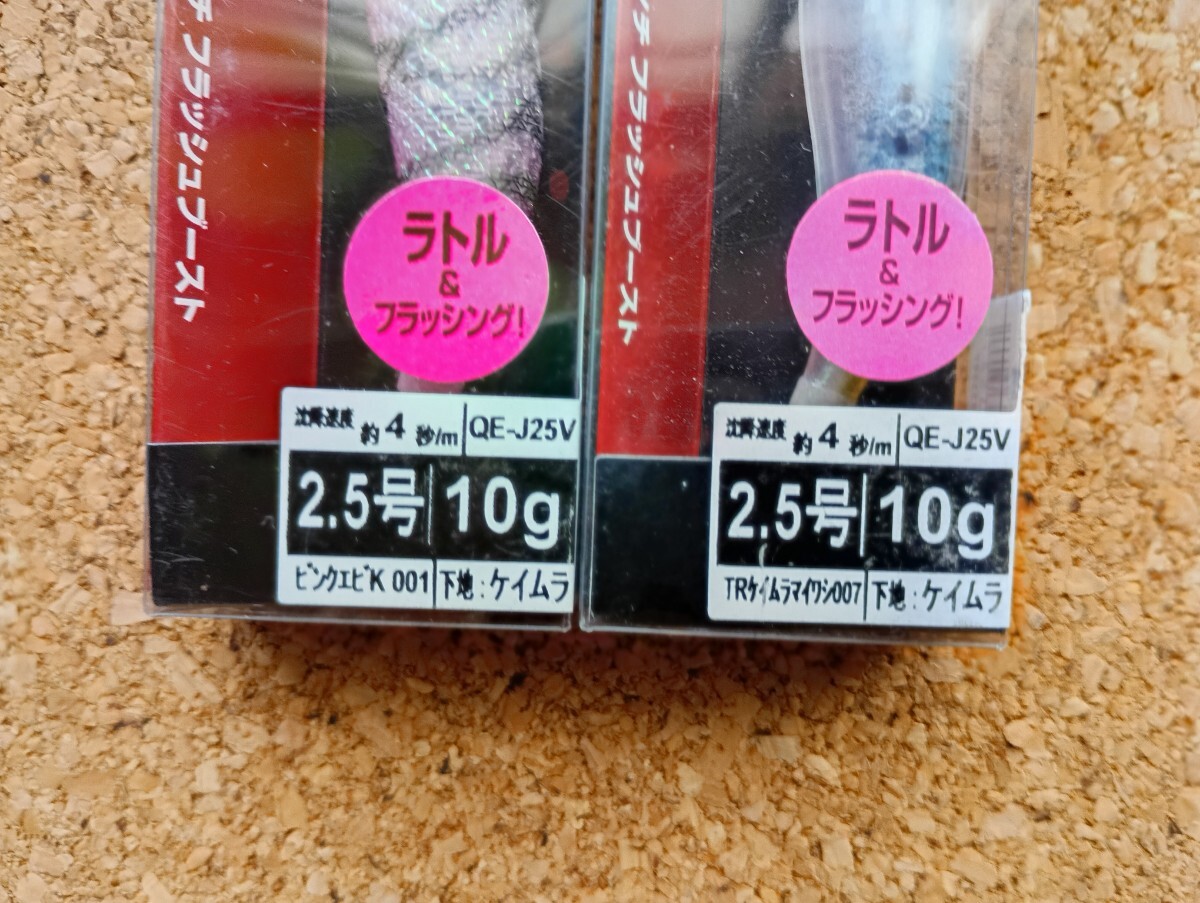 フラッシュブースト
ラトル
&
フラッシング!
沈降速度 約4秒/m QE-J25V
2.5号 10g
ピンクエビK 001 下地:ケイムラ
フラッシュブースト
ラトル
&
フラッシング!
沈降速度 約4秒/m QE-J25V
2.5号 10g
TRケイムラマイワシ007 下地:ケイムラ